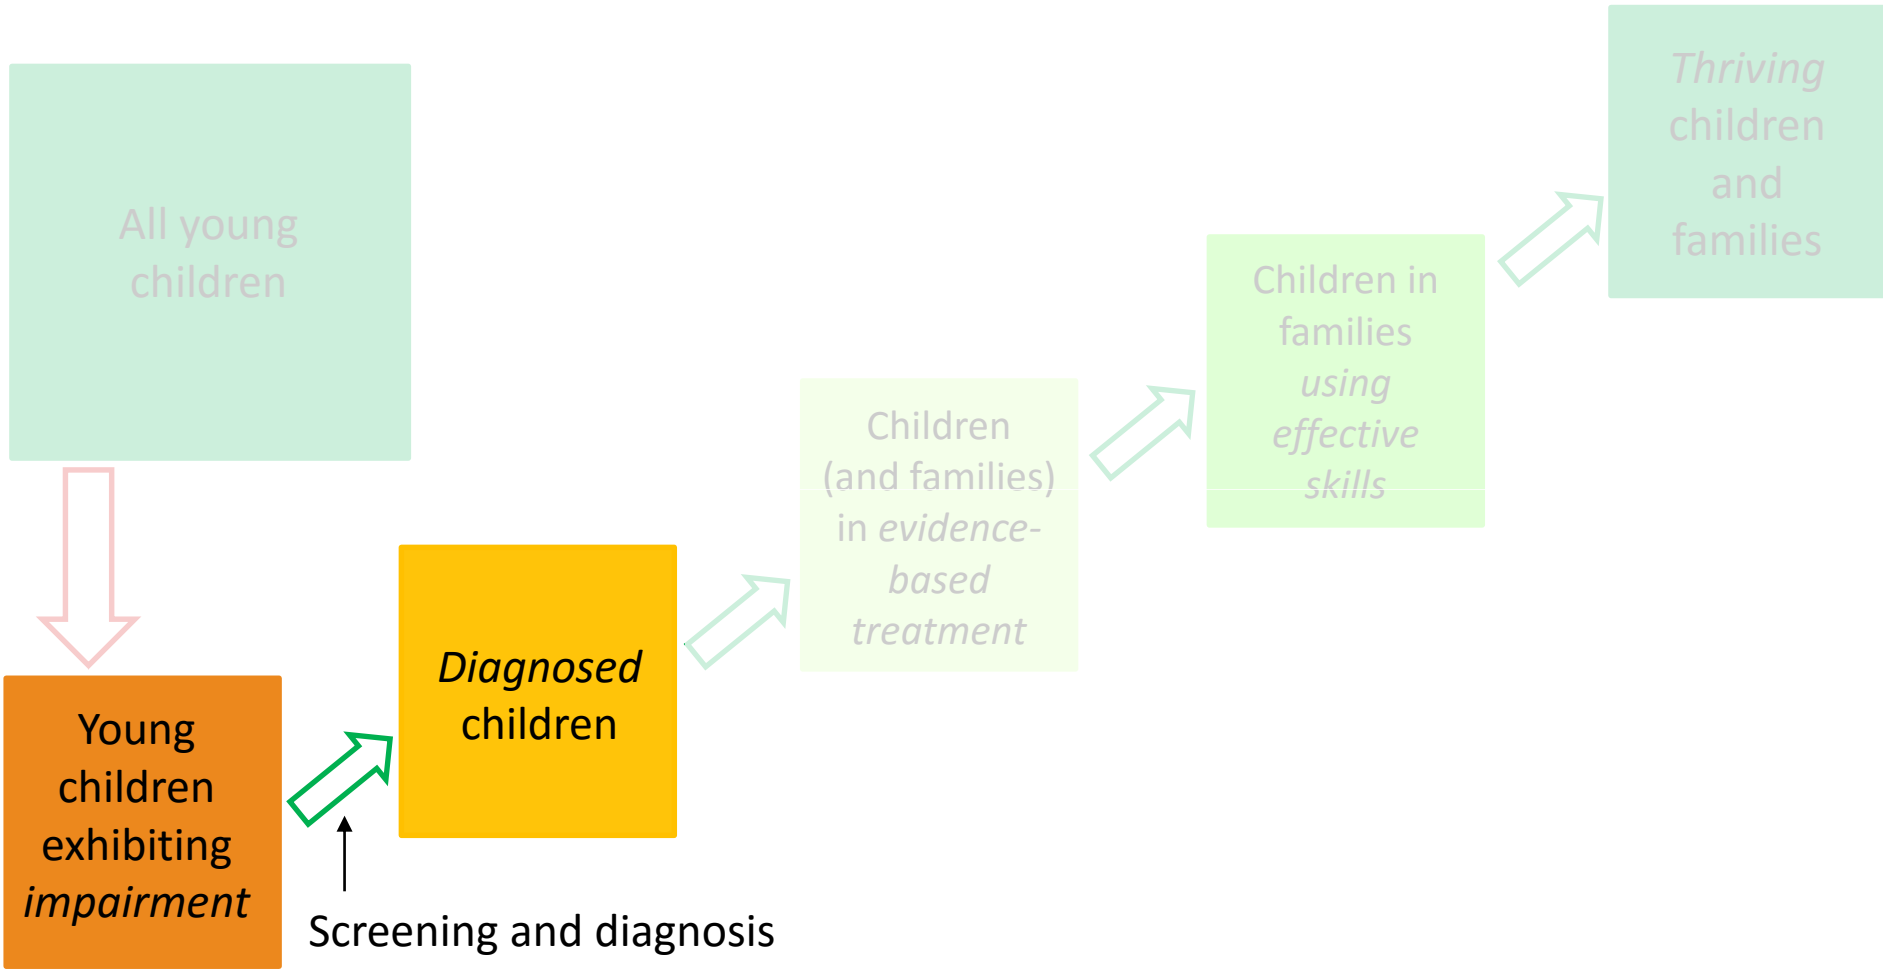 All young
children
Young
children
exhibiting
impairment
Screening and diagnosis
Diagnosed
children
Children
(and families)
in evidence-
based
treatment
Children in
families
using
effective
skills
Thriving
children
and
families